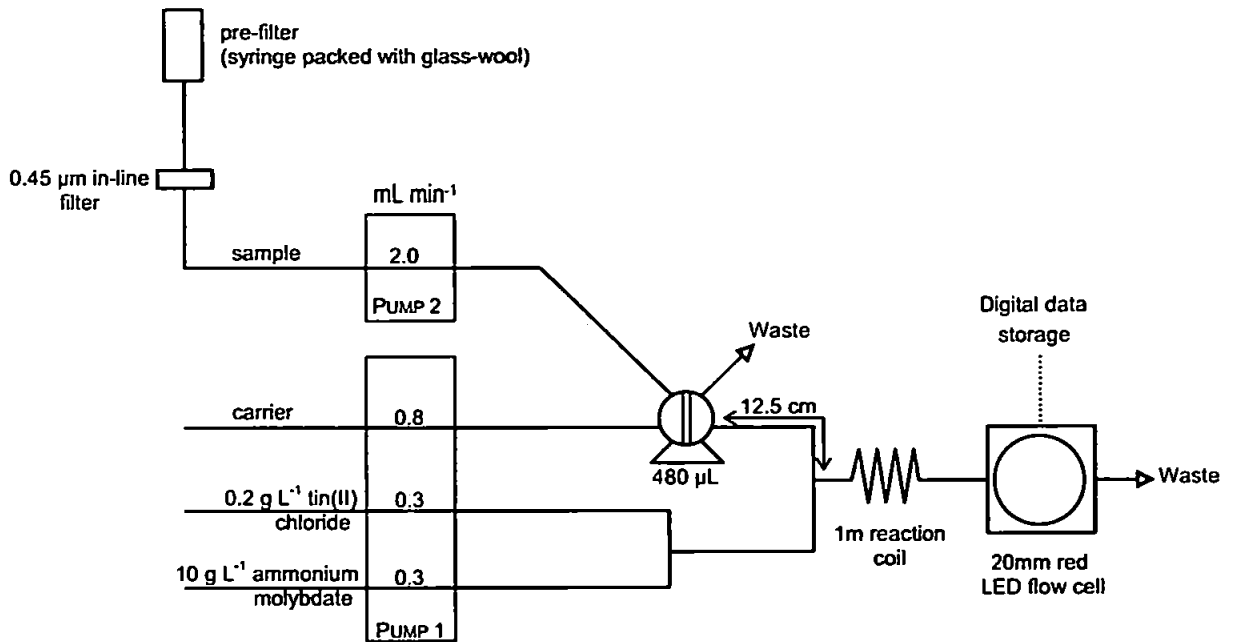 pre-filter
(syringe packed with glass-wool)
0.45 µm in-line
filter
mL min⁻¹
sample
2.0
PUMP 2
Waste
Digital data
storage
carrier
0.8
12.5 cm
480 µL
0.2 g L⁻¹ tin(II)
chloride
0.3
Waste
1m reaction
coil
20mm red
LED flow cell
10 g L⁻¹ ammonium
molybdate
0.3
PUMP 1